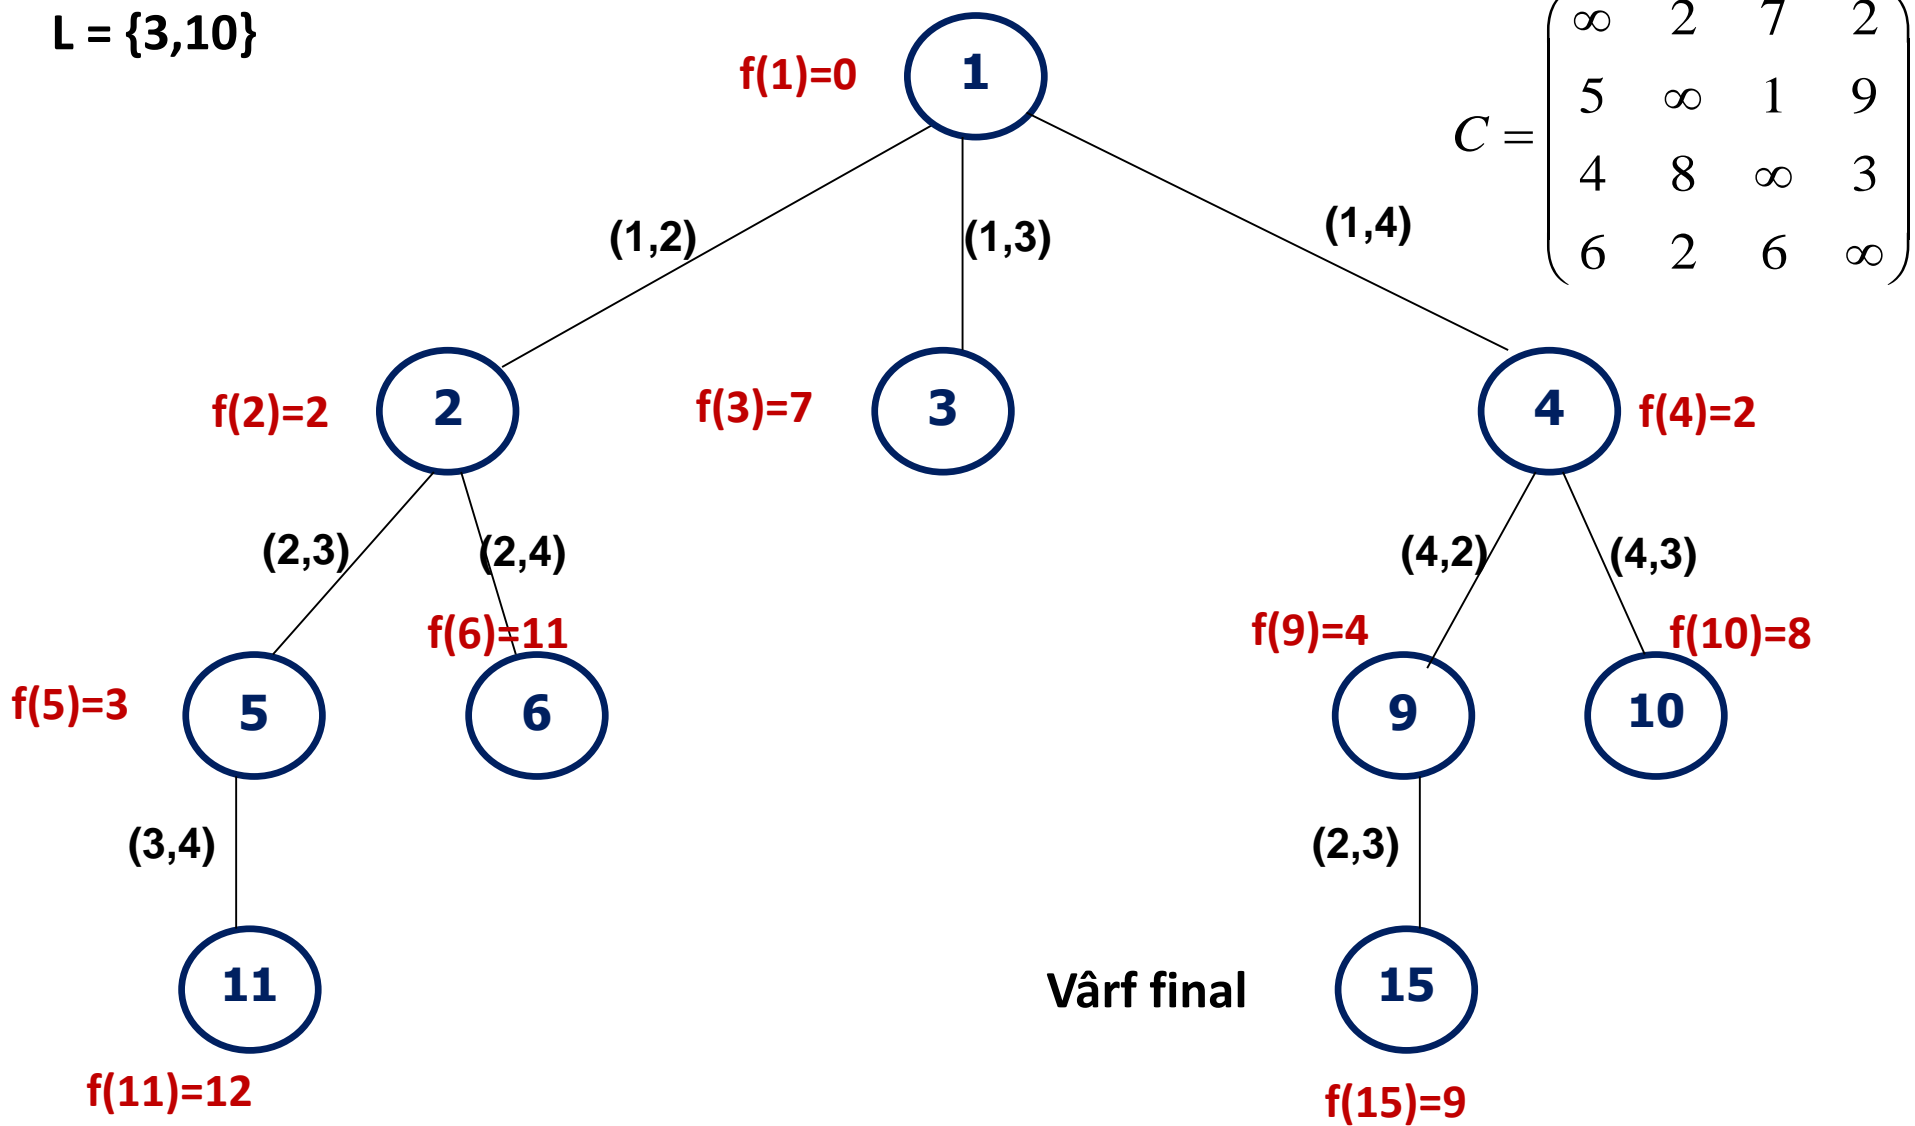 L = {3,10}
f(1)=0
1
C =
∞ 2 7 2
5 ∞ 1 9
4 8 ∞ 3
6 2 6 ∞
(1,2)
(1,3)
(1,4)
f(2)=2
2
f(3)=7
3
4
f(4)=2
(2,3)
(2,4)
(4,2)
(4,3)
f(6)=11
f(9)=4
f(10)=8
f(5)=3
5
6
9
10
(3,4)
(2,3)
11
Vârf final
15
f(11)=12
f(15)=9